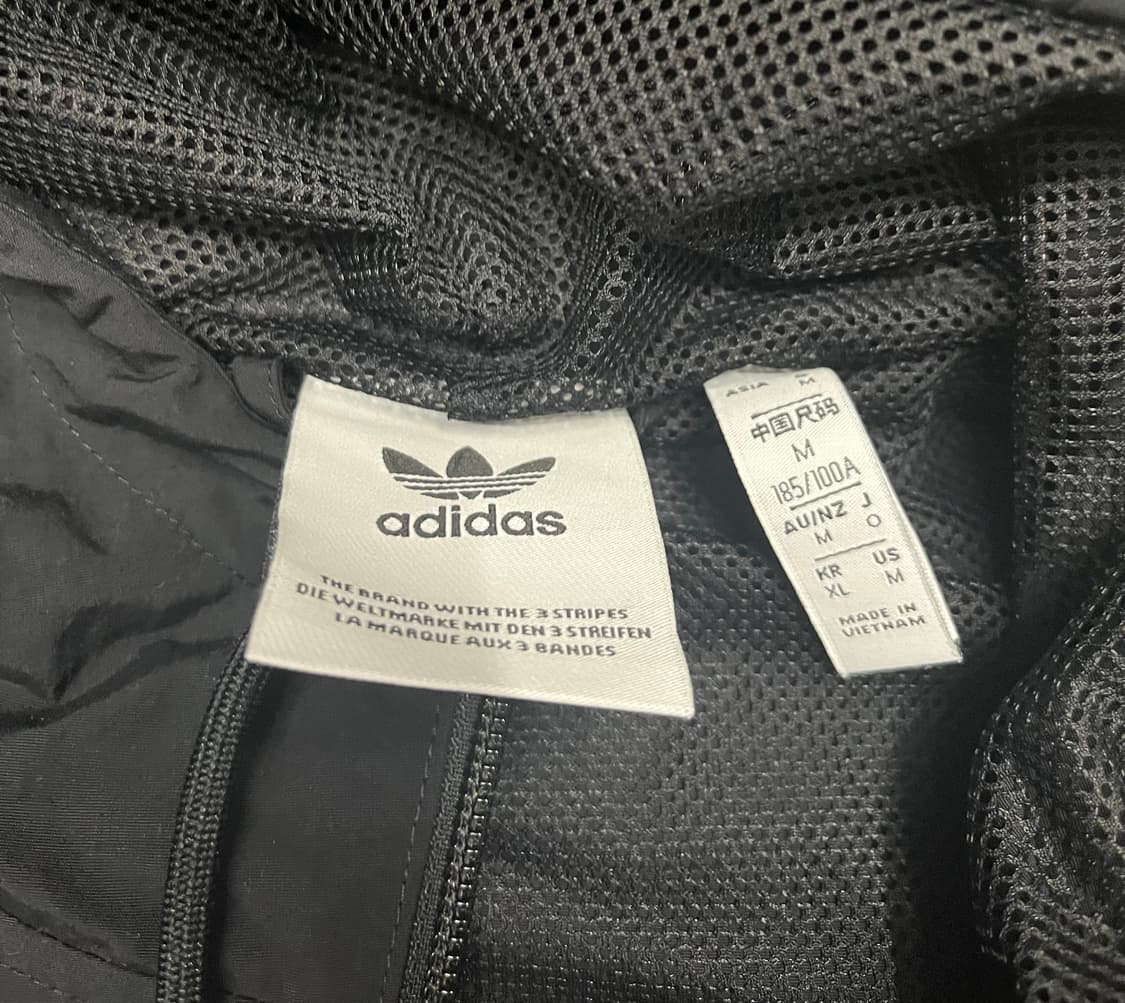 adidas
THE BRAND WITH THE 3 STRIPES
DIE WELTMARKE MIT DEN 3 STREIFEN
LA MARQUE AUX 3 BANDES
ASIA M
中国尺码
M
185/100A
AU/NZ J
M O
KR US
XL M
MADE IN
VIETNAM